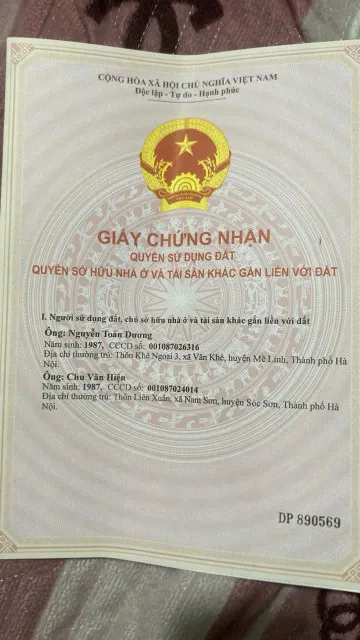 CỘNG HÒA XÃ HỘI CHỦ NGHĨA VIỆT NAM
Độc lập - Tự do - Hạnh phúc
VIỆT NAM
GIẤY CHỨNG NHẬN
QUYỀN SỬ DỤNG ĐẤT
QUYỀN SỞ HỮU NHÀ Ở VÀ TÀI SẢN KHÁC GẮN LIỀN VỚI ĐẤT
I. Người sử dụng đất, chủ sở hữu nhà ở và tài sản khác gắn liền với đất
Ông: Nguyễn Toán Dương
Năm sinh: 1987, CCCD số: 001087026316
Địa chỉ thường trú: Thôn Khê Ngoại 3, xã Văn Khê, huyện Mê Linh, Thành phố Hà
Nội.
Ông: Chu Văn Hiện
Năm sinh: 1987, CCCD số: 001087024014
Địa chỉ thường trú: Thôn Liên Xuân, xã Nam Sơn, huyện Sóc Sơn, Thành phố Hà
Nội.
DP 890569